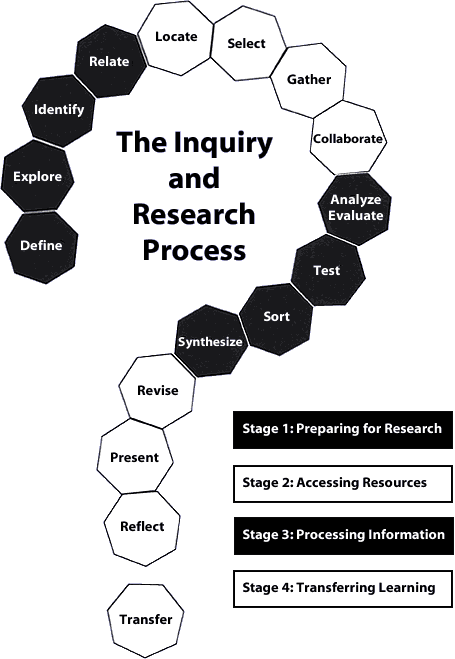 Define
Explore
Identify
Relate
Locate
Select
Gather
Collaborate
Analyze
Evaluate
Test
Sort
Synthesize
Revise
Present
Reflect
Transfer
The Inquiry
and
Research
Process
Stage 1: Preparing for Research
Stage 2: Accessing Resources
Stage 3: Processing Information
Stage 4: Transferring Learning